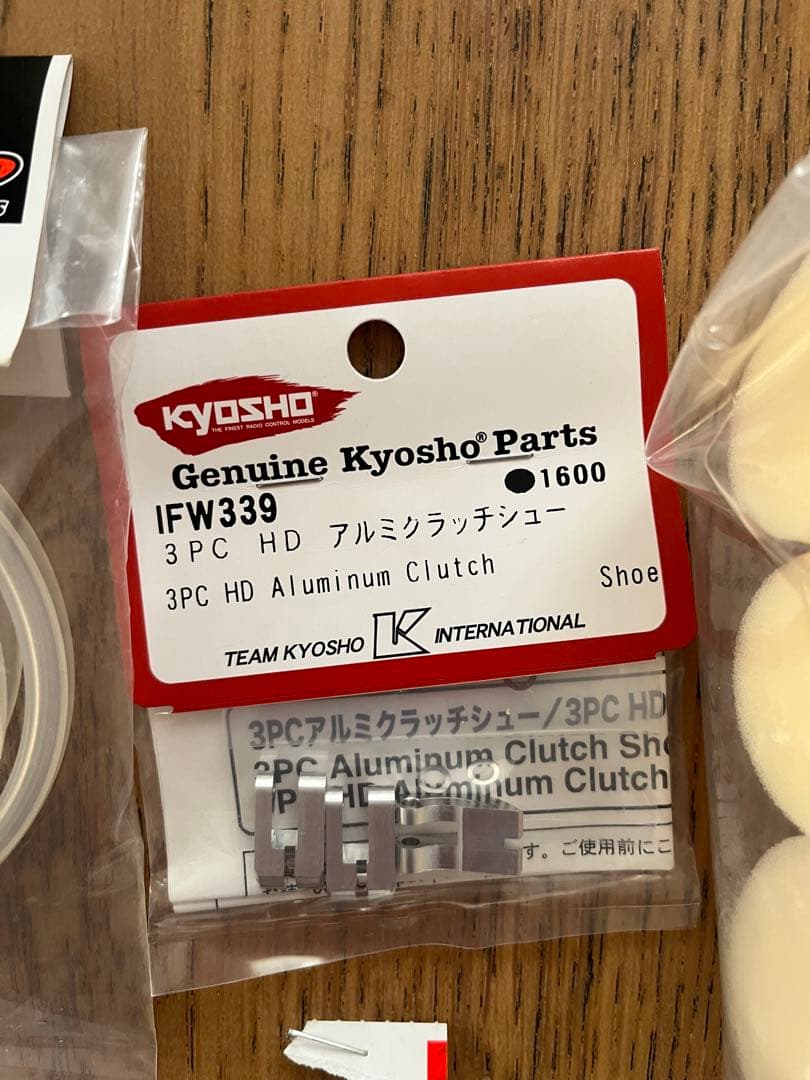 KYOSHO®
THE FINEST RADIO CONTROL MODELS
Genuine Kyosho® Parts
●1600
IFW339
3PC HD アルミクラッチシュー
3PC HD Aluminum Clutch Shoe
TEAM KYOSHO K INTERNATIONAL
3PCアルミクラッチシュー/3PC HD
3PC Aluminum Clutch Sho
HD Aluminum Clutch
す。ご使用前にこ